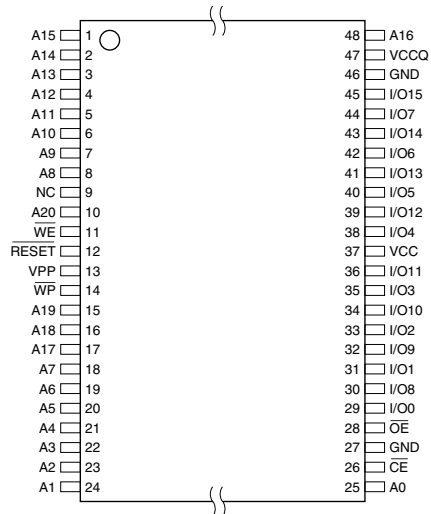 A15 1 48 A16
A14 2 47 VCCQ
A13 3 46 GND
A12 4 45 I/O15
A11 5 44 I/O7
A10 6 43 I/O14
A9 7 42 I/O6
A8 8 41 I/O13
NC 9 40 I/O5
A20 10 39 I/O12
WE 11 38 I/O4
RESET 12 37 VCC
VPP 13 36 I/O11
WP 14 35 I/O3
A19 15 34 I/O10
A18 16 33 I/O2
A17 17 32 I/O9
A7 18 31 I/O1
A6 19 30 I/O8
A5 20 29 I/O0
A4 21 28 OE
A3 22 27 GND
A2 23 26 CE
A1 24 25 A0